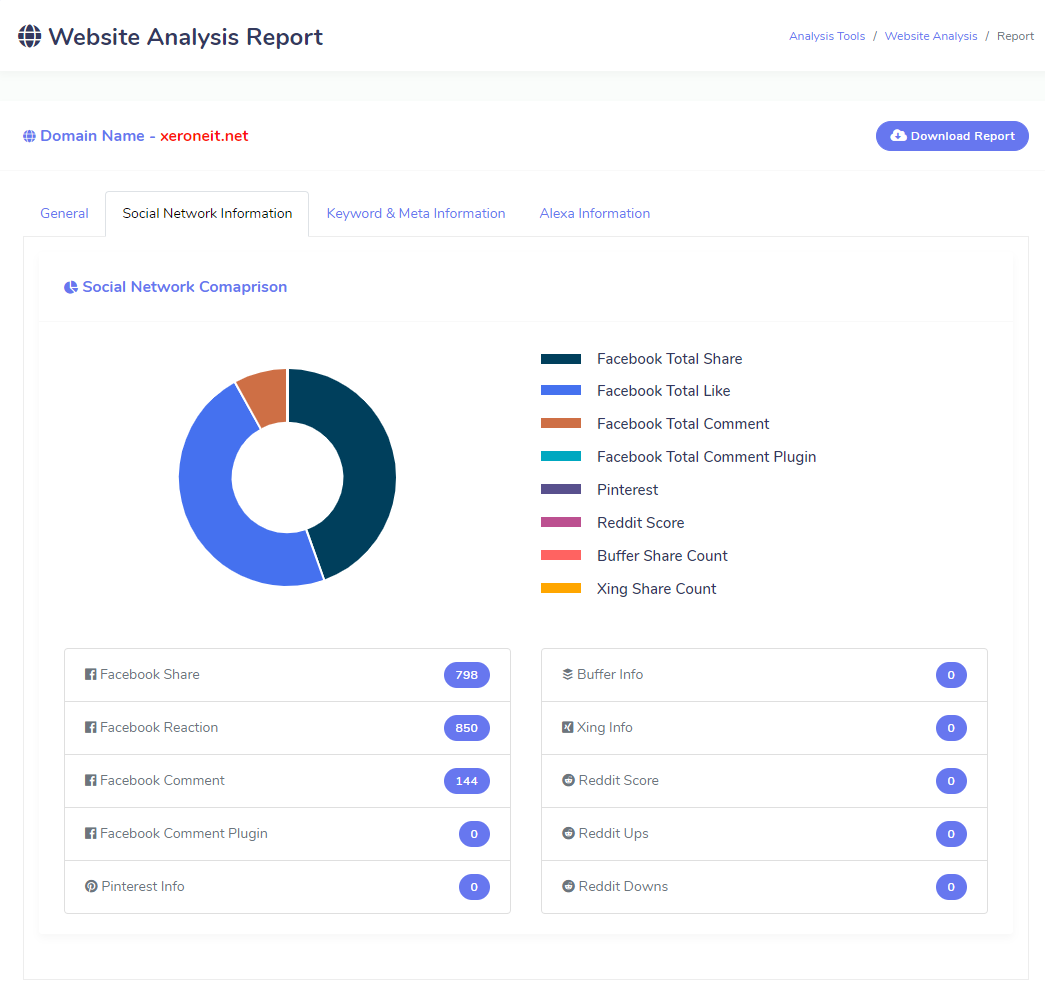 Website Analysis Report
Analysis Tools / Website Analysis / Report
Domain Name - xeroneit.net
Download Report
General
Social Network Information
Keyword & Meta Information
Alexa Information
Social Network Comaprison
Facebook Total Share
Facebook Total Like
Facebook Total Comment
Facebook Total Comment Plugin
Pinterest
Reddit Score
Buffer Share Count
Xing Share Count
Facebook Share 798
Facebook Reaction 850
Facebook Comment 144
Facebook Comment Plugin 0
Pinterest Info 0
Buffer Info 0
Xing Info 0
Reddit Score 0
Reddit Ups 0
Reddit Downs 0